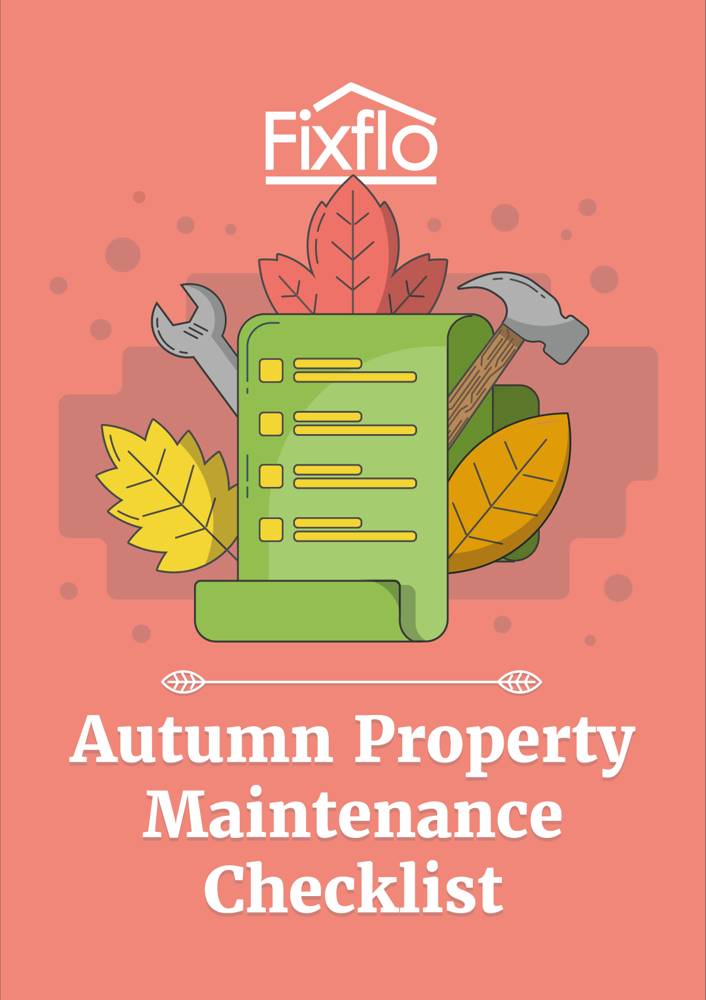 Fixflo
Autumn Property
Maintenance
Checklist